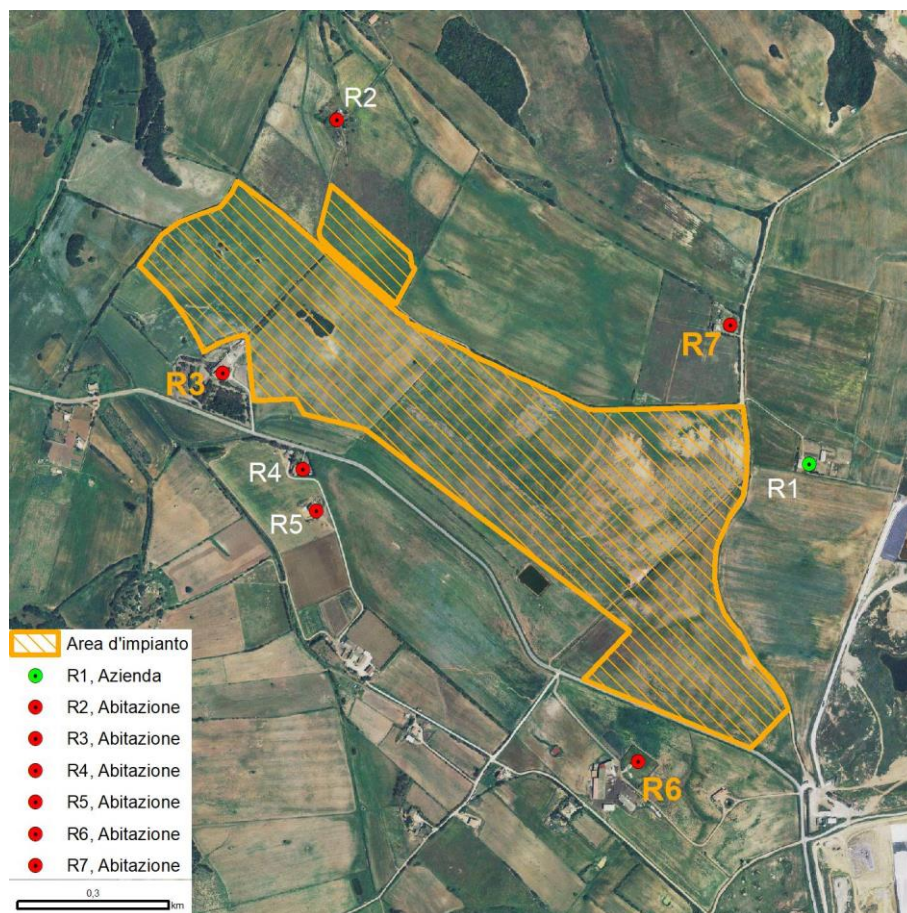 R2
R7
R3
R4
R1
R5
R6
Area d'impianto
R1, Azienda
R2, Abitazione
R3, Abitazione
R4, Abitazione
R5, Abitazione
R6, Abitazione
R7, Abitazione
0,3
km